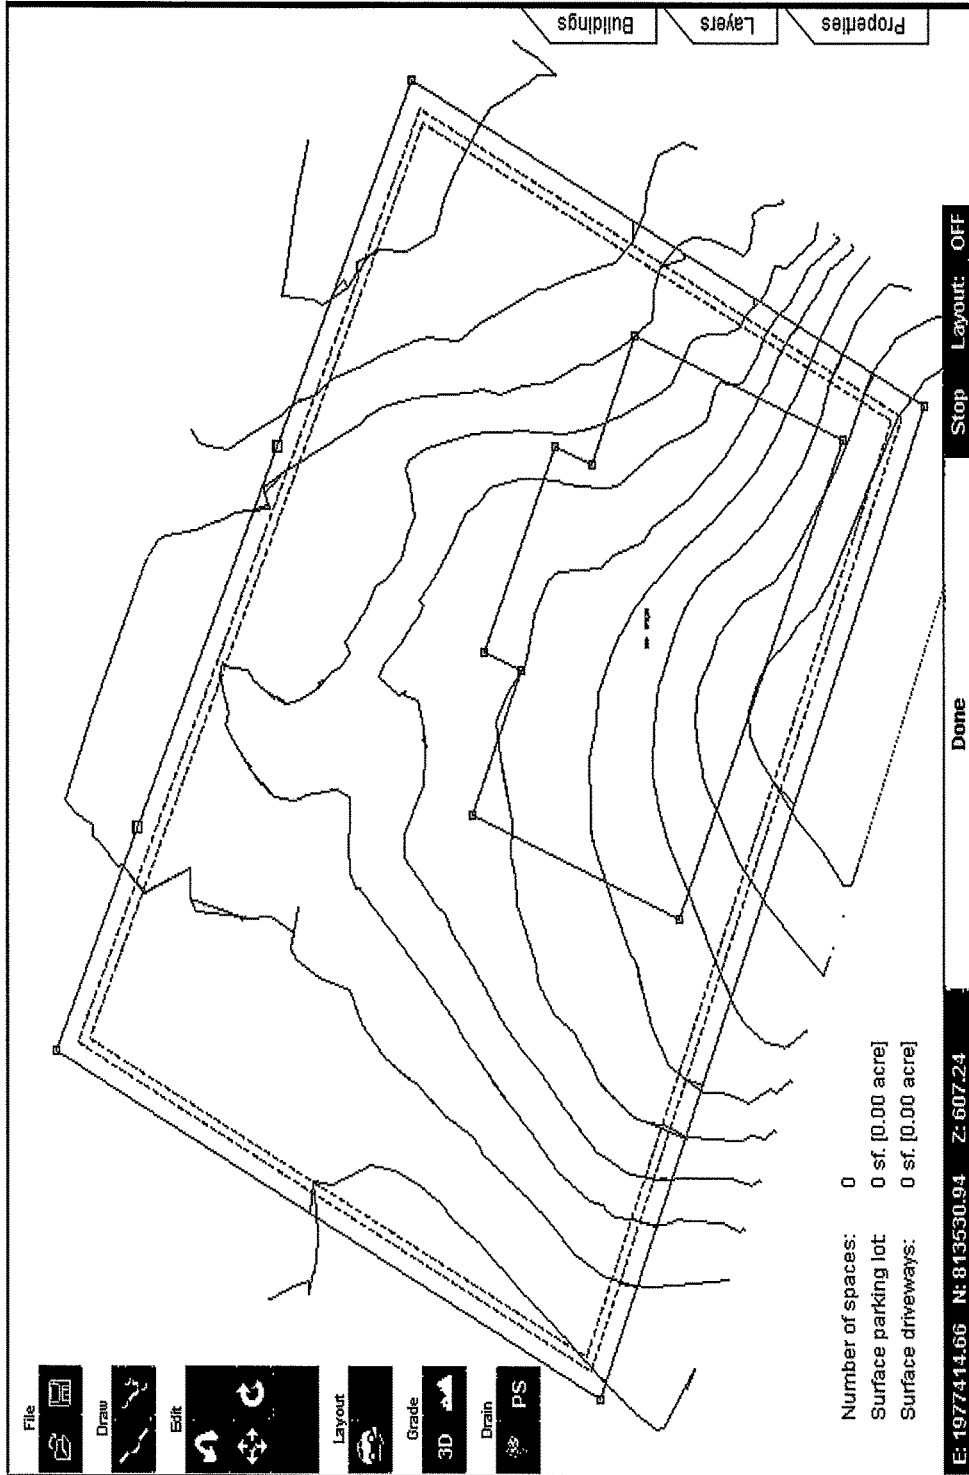 File
Draw
Edit
Layout
Grade
3D
Drain
PS
Buildings
Layers
Properties
Number of spaces: 0
Surface parking lot: 0 sf. [0.00 acre]
Surface driveways: 0 sf. [0.00 acre]
E: 1977414.66 N: 813530.94 Z: 607.24
Done
Stop Layout: OFF